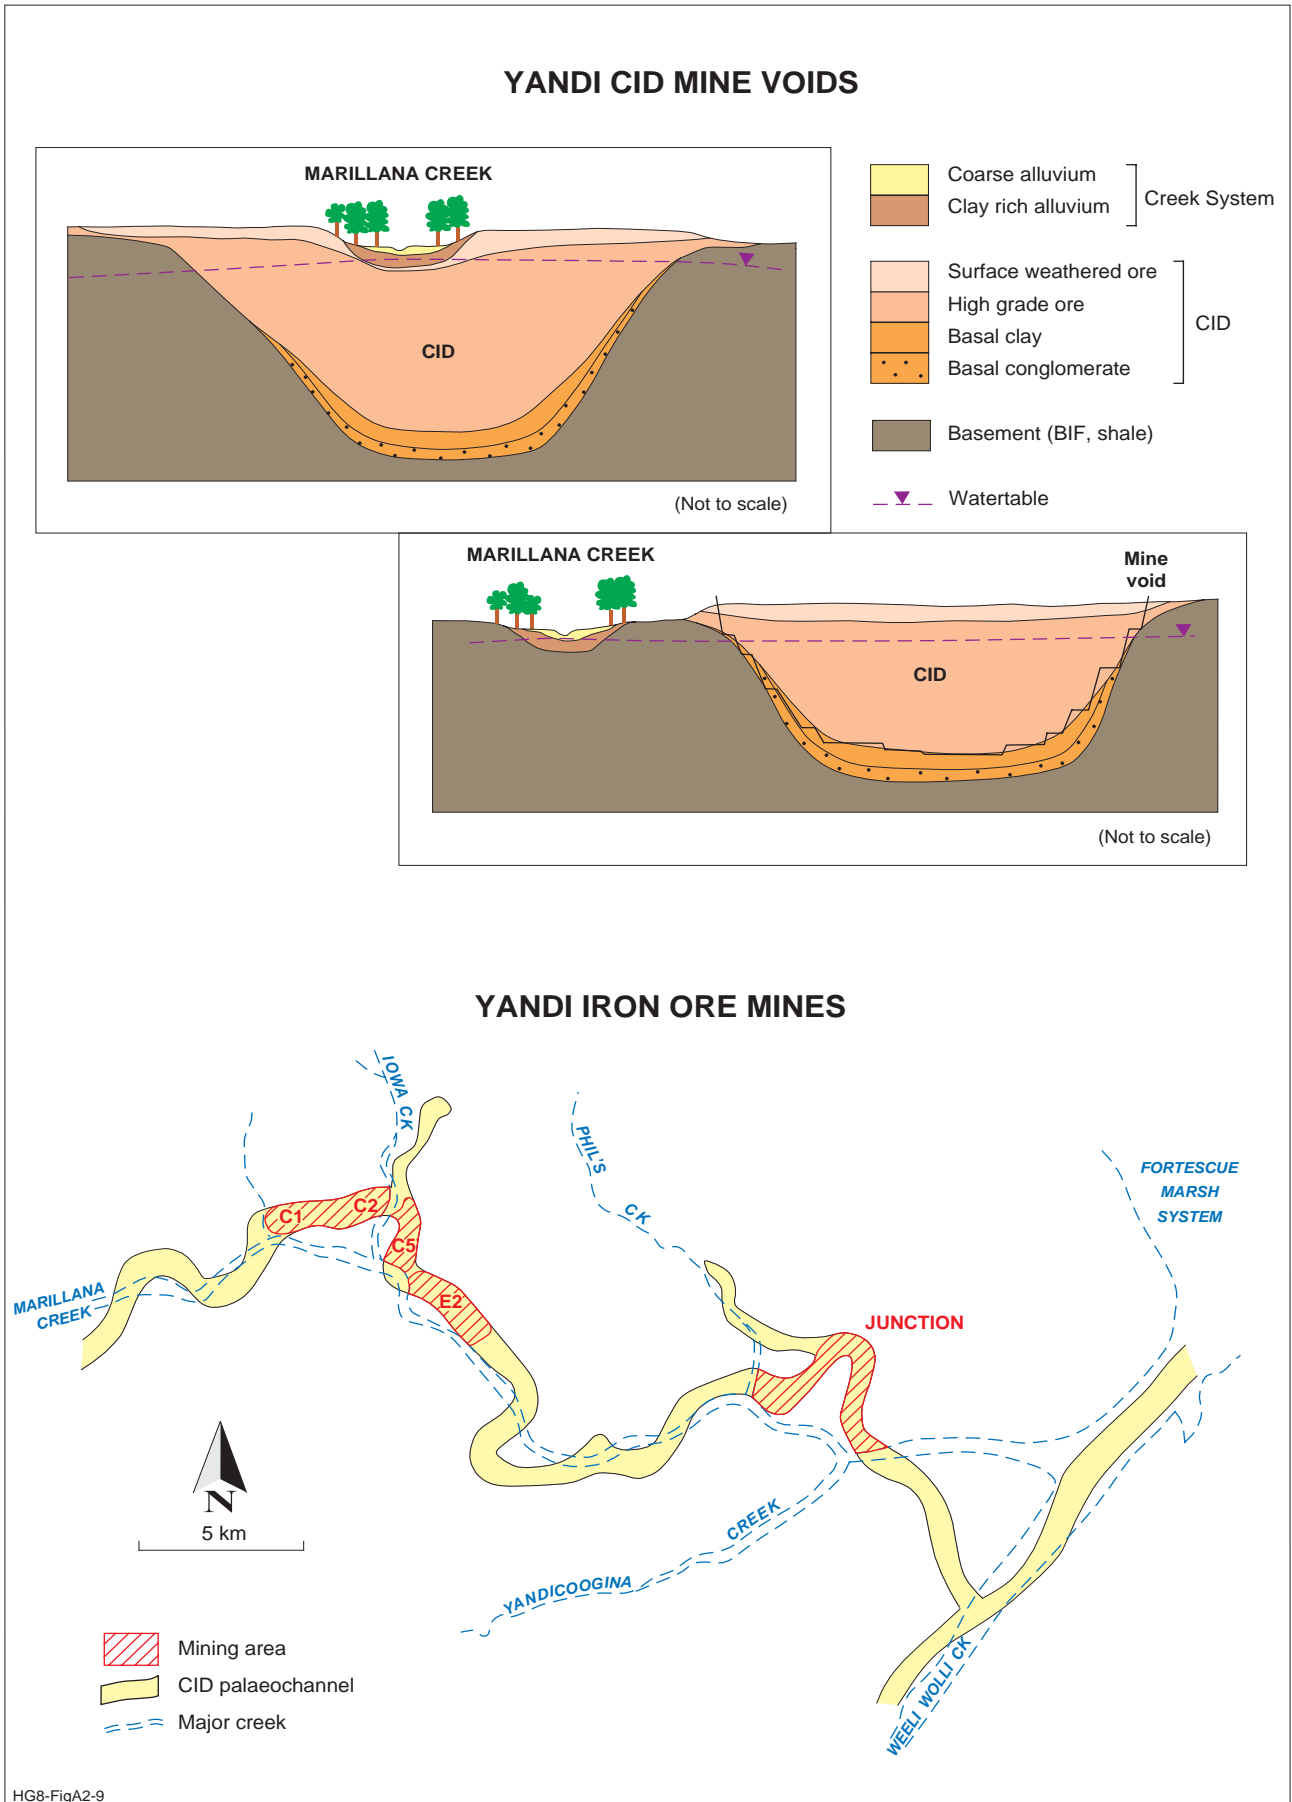 YANDI CID MINE VOIDS
MARILLANA CREEK
CID
(Not to scale)
Coarse alluvium
Clay rich alluvium
Creek System
Surface weathered ore
High grade ore
Basal clay
Basal conglomerate
CID
Basement (BIF, shale)
Watertable
MARILLANA CREEK
Mine
void
CID
(Not to scale)
YANDI IRON ORE MINES
IOWA CK
PHIL'S
CK
FORTESCUE
MARSH
SYSTEM
C1
C2
C5
E2
MARILLANA
CREEK
JUNCTION
N
5 km
YANDICOOGINA
CREEK
WEELI WOLLI CK
Mining area
CID palaeochannel
Major creek
HG8-FigA2-9